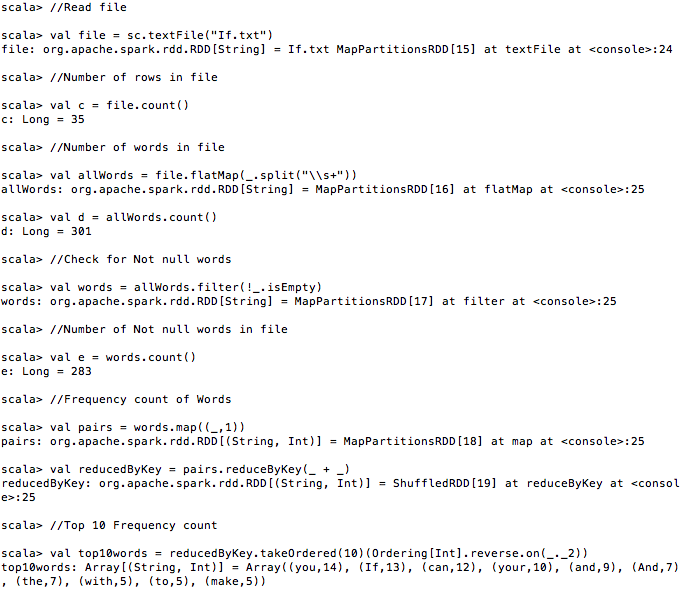 scala> //Read file
scala> val file = sc.textFile("If.txt")
file: org.apache.spark.rdd.RDD[String] = If.txt MapPartitionsRDD[15] at textFile at <console>:24
scala> //Number of rows in file
scala> val c = file.count()
c: Long = 35
scala> //Number of words in file
scala> val allWords = file.flatMap(_.split("\\s+"))
allWords: org.apache.spark.rdd.RDD[String] = MapPartitionsRDD[16] at flatMap at <console>:25
scala> val d = allWords.count()
d: Long = 301
scala> //Check for Not null words
scala> val words = allWords.filter(!_.isEmpty)
words: org.apache.spark.rdd.RDD[String] = MapPartitionsRDD[17] at filter at <console>:25
scala> //Number of Not null words in file
scala> val e = words.count()
e: Long = 283
scala> //Frequency count of Words
scala> val pairs = words.map((_,1))
pairs: org.apache.spark.rdd.RDD[(String, Int)] = MapPartitionsRDD[18] at map at <console>:25
scala> val reducedByKey = pairs.reduceByKey(_ + _)
reducedByKey: org.apache.spark.rdd.RDD[(String, Int)] = ShuffledRDD[19] at reduceByKey at <consol
e>:25
scala> //Top 10 Frequency count
scala> val top10words = reducedByKey.takeOrdered(10)(Ordering[Int].reverse.on(_._2))
top10words: Array[(String, Int)] = Array((you,14), (If,13), (can,12), (your,10), (and,9), (And,7)
, (the,7), (with,5), (to,5), (make,5))